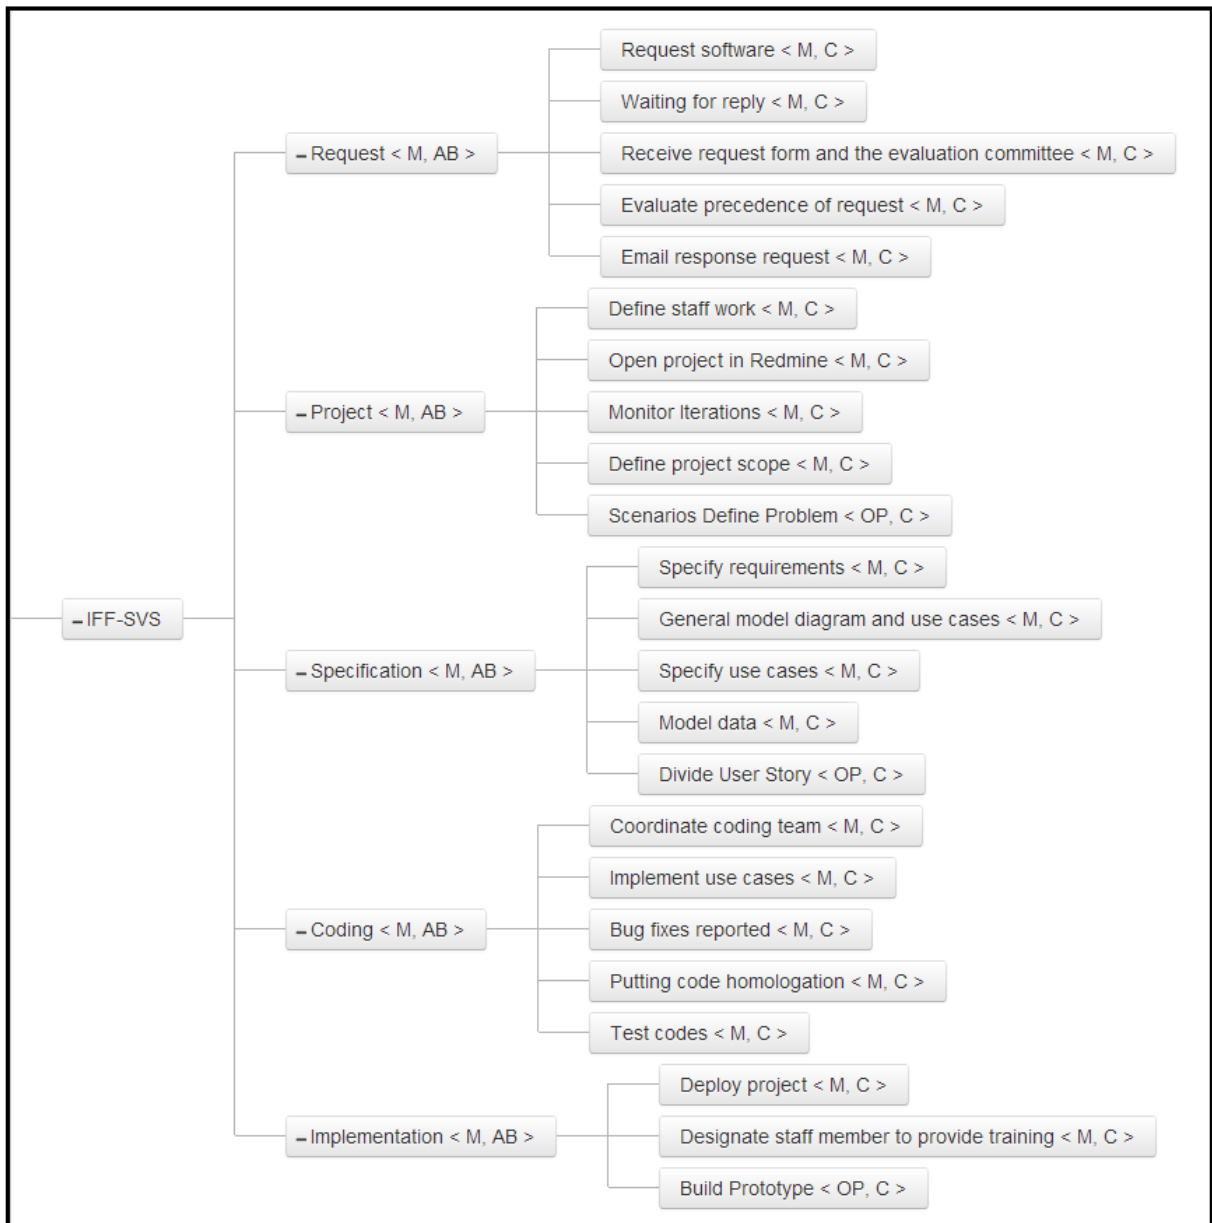 Request software < M, C >
Waiting for reply < M, C >
– Request < M, AB >
Receive request form and the evaluation committee < M, C >
Evaluate precedence of request < M, C >
Email response request < M, C >
Define staff work < M, C >
Open project in Redmine < M, C >
– Project < M, AB >
Monitor Iterations < M, C >
Define project scope < M, C >
Scenarios Define Problem < OP, C >
Specify requirements < M, C >
– IFF-SVS
General model diagram and use cases < M, C >
– Specification < M, AB >
Specify use cases < M, C >
Model data < M, C >
Divide User Story < OP, C >
Coordinate coding team < M, C >
Implement use cases < M, C >
– Coding < M, AB >
Bug fixes reported < M, C >
Putting code homologation < M, C >
Test codes < M, C >
Deploy project < M, C >
– Implementation < M, AB >
Designate staff member to provide training < M, C >
Build Prototype < OP, C >